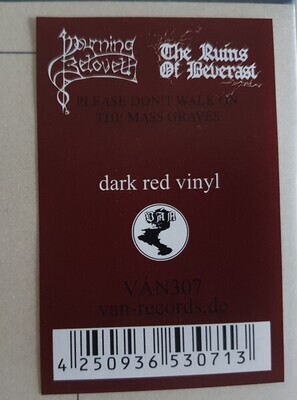 Mourning
Beloveth
The Ruins
Of Beverast
PLEASE DON'T WALK ON
THE MASS GRAVES
dark red vinyl
VAN
VÁN307
van-records.de
4 250936 530713